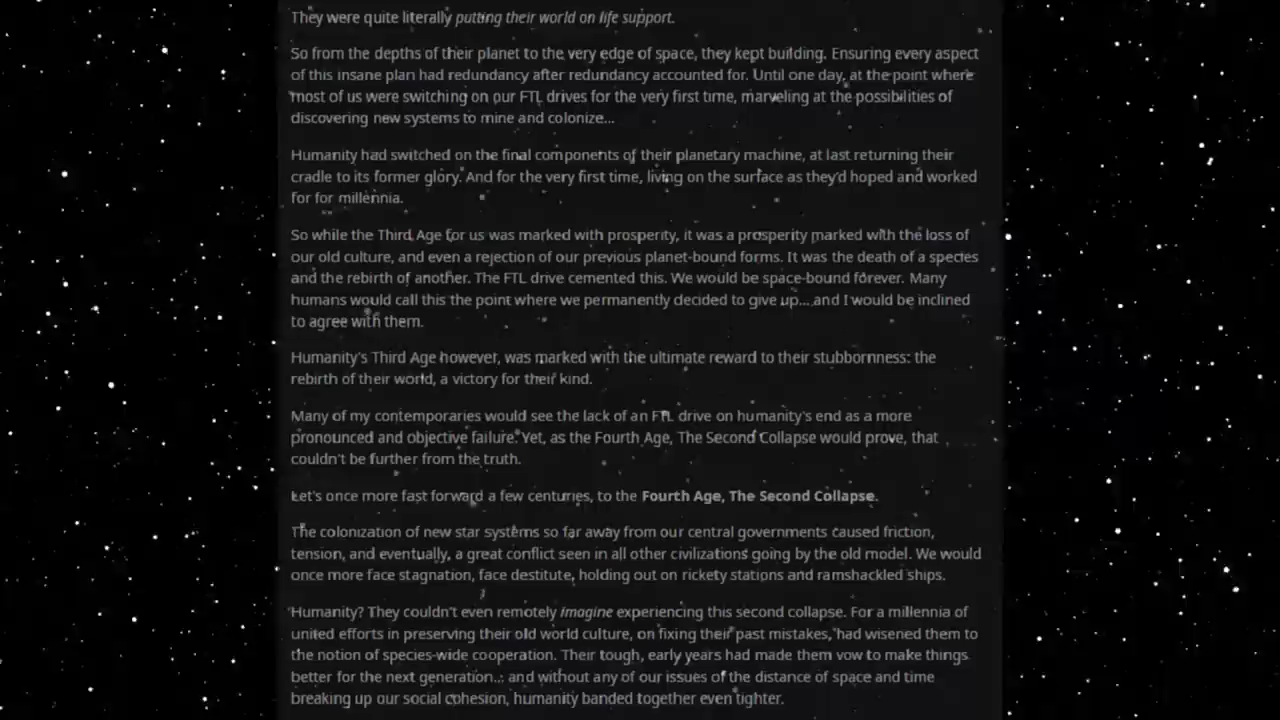 They were quite literally putting their world on life support.
So from the depths of their planet to the very edge of space, they kept building. Ensuring every aspect
of this insane plan had redundancy after redundancy accounted for. Until one day, at the point where
most of us were switching on our FTL drives for the very first time, marveling at the possibilities of
discovering new systems to mine and colonize...
Humanity had switched on the final components of their planetary machine, at last returning their
cradle to its former glory. And for the very first time, living on the surface as they'd hoped and worked
for for millennia.
So while the Third Age for us was marked with prosperity, it was a prosperity marked with the loss of
our old culture, and even a rejection of our previous planet-bound forms. It was the death of a species
and the rebirth of another. The FTL drive cemented this. We would be space-bound forever. Many
humans would call this the point where we permanently decided to give up... and I would be inclined
to agree with them.
Humanity's Third Age however, was marked with the ultimate reward to their stubbornness: the
rebirth of their world, a victory for their kind.
Many of my contemporaries would see the lack of an FTL drive on humanity's end as a more
pronounced and objective failure. Yet, as the Fourth Age, The Second Collapse would prove, that
couldn't be further from the truth.
Let's once more fast forward a few centuries, to the Fourth Age, The Second Collapse.
The colonization of new star systems so far away from our central governments caused friction,
tension, and eventually, a great conflict seen in all other civilizations going by the old model. We would
once more face stagnation, face destitute, holding out on rickety stations and ramshackled ships.
Humanity? They couldn't even remotely imagine experiencing this second collapse. For a millennia of
united efforts in preserving their old world culture, on fixing their past mistakes, had wisened them to
the notion of species-wide cooperation. Their tough, early years had made them vow to make things
better for the next generation... and without any of our issues of the distance of space and time
breaking up our social cohesion, humanity banded together even tighter.